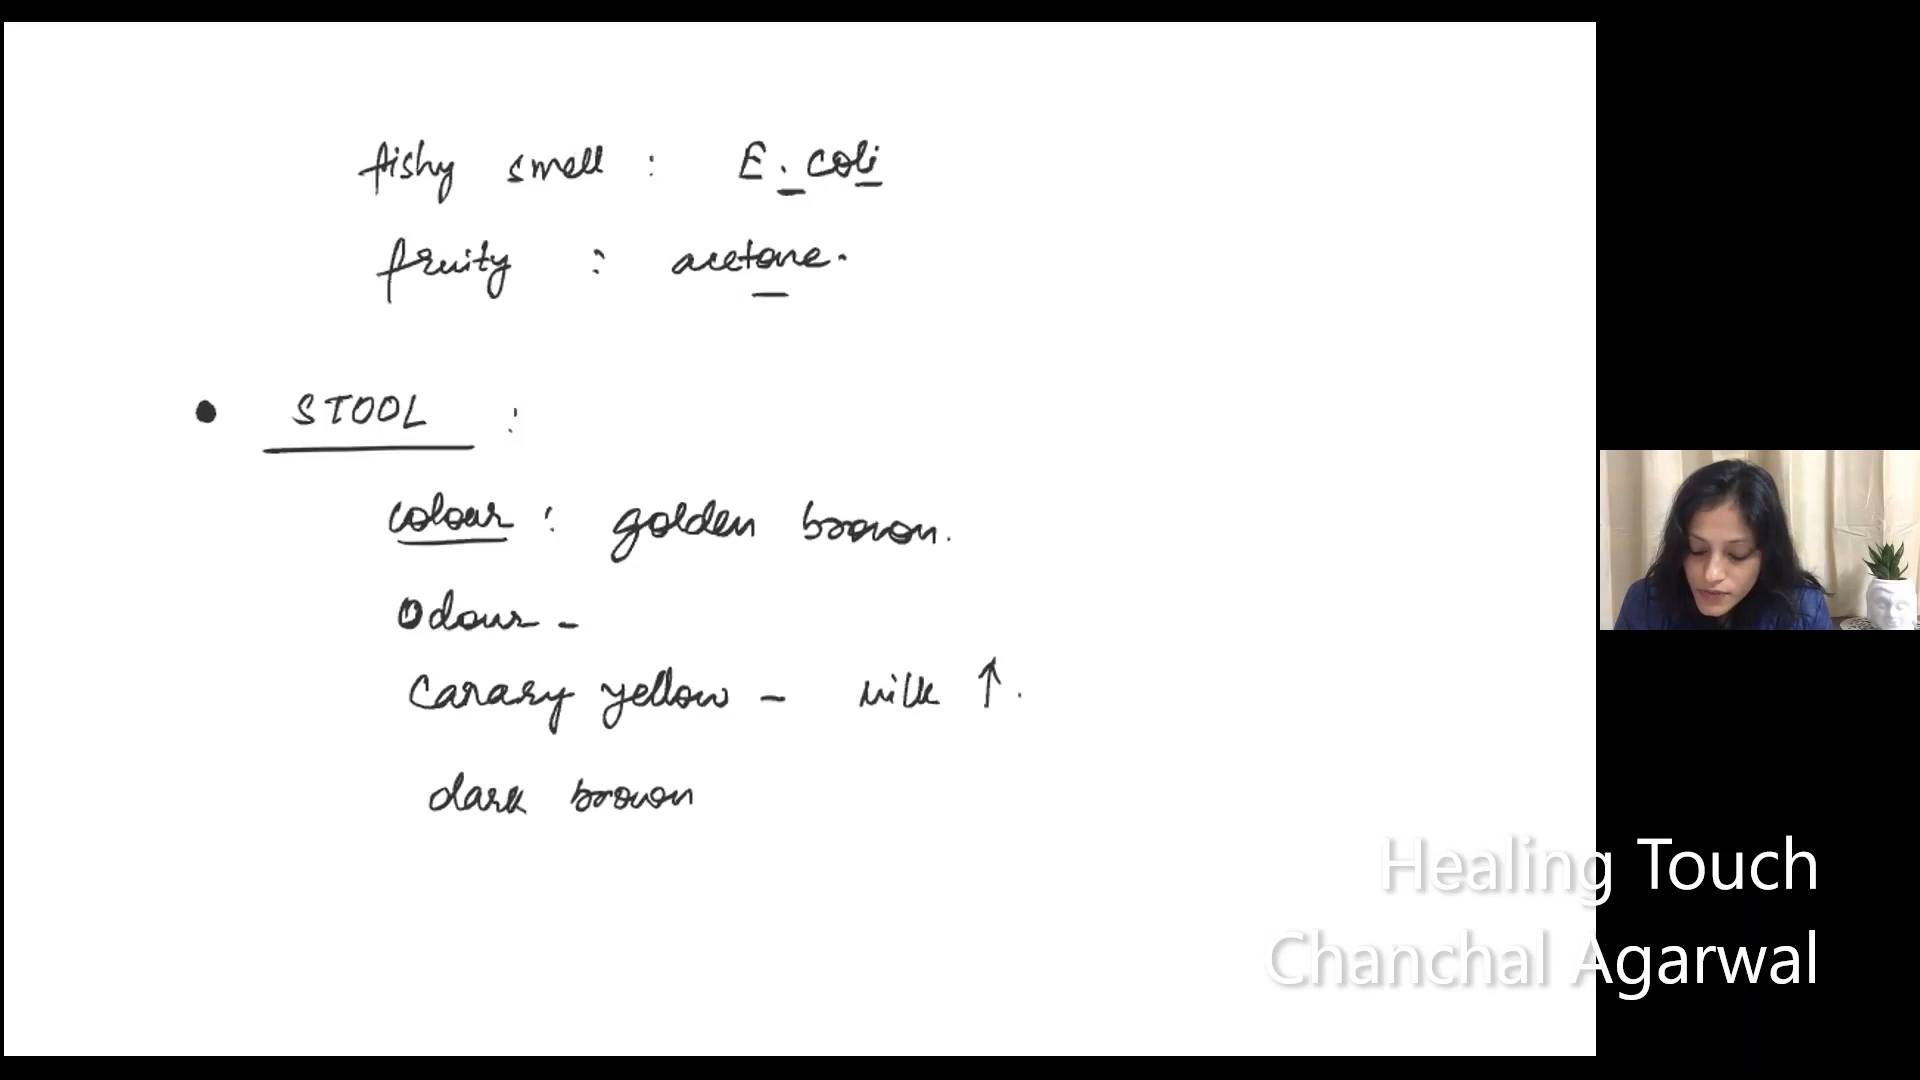 fishy smell : E. coli
fruity : acetone.
• STOOL :
colour : golden brown.
Odour -
Canary yellow - milk ↑.
dark brown
Healing Touch
Chanchal Agarwal